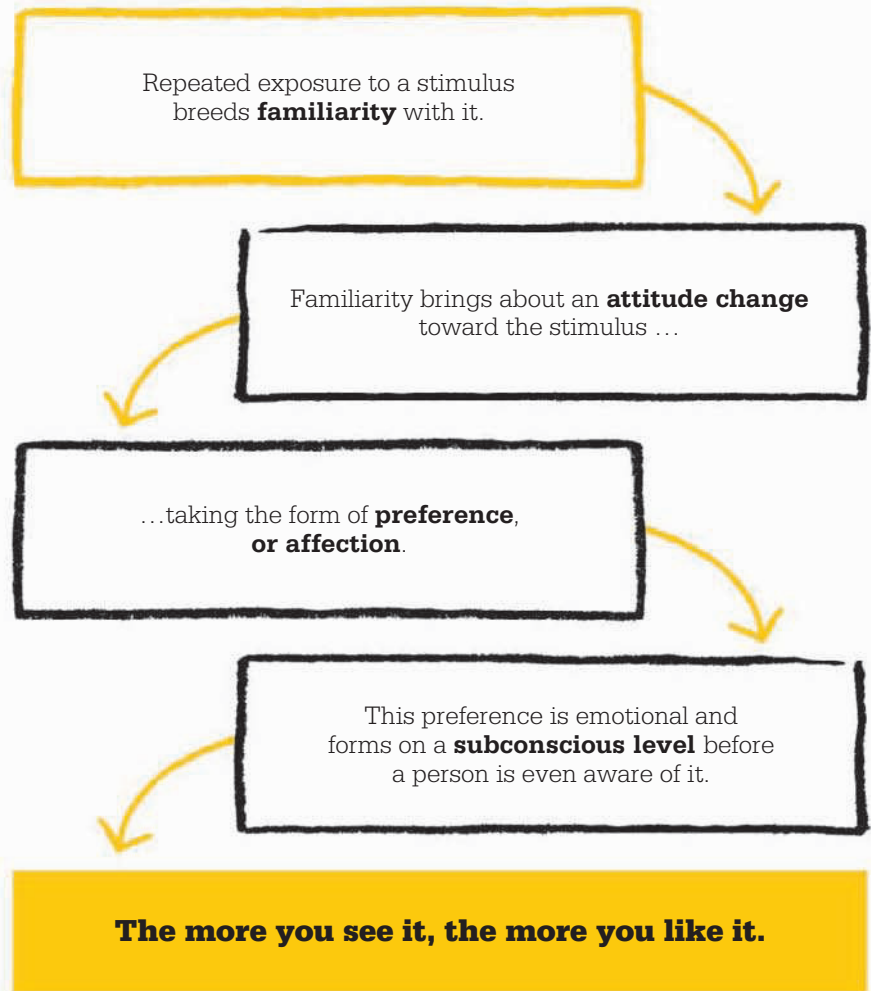 Repeated exposure to a stimulus
breeds familiarity with it.
Familiarity brings about an attitude change
toward the stimulus …
…taking the form of preference,
or affection.
This preference is emotional and
forms on a subconscious level before
a person is even aware of it.
The more you see it, the more you like it.